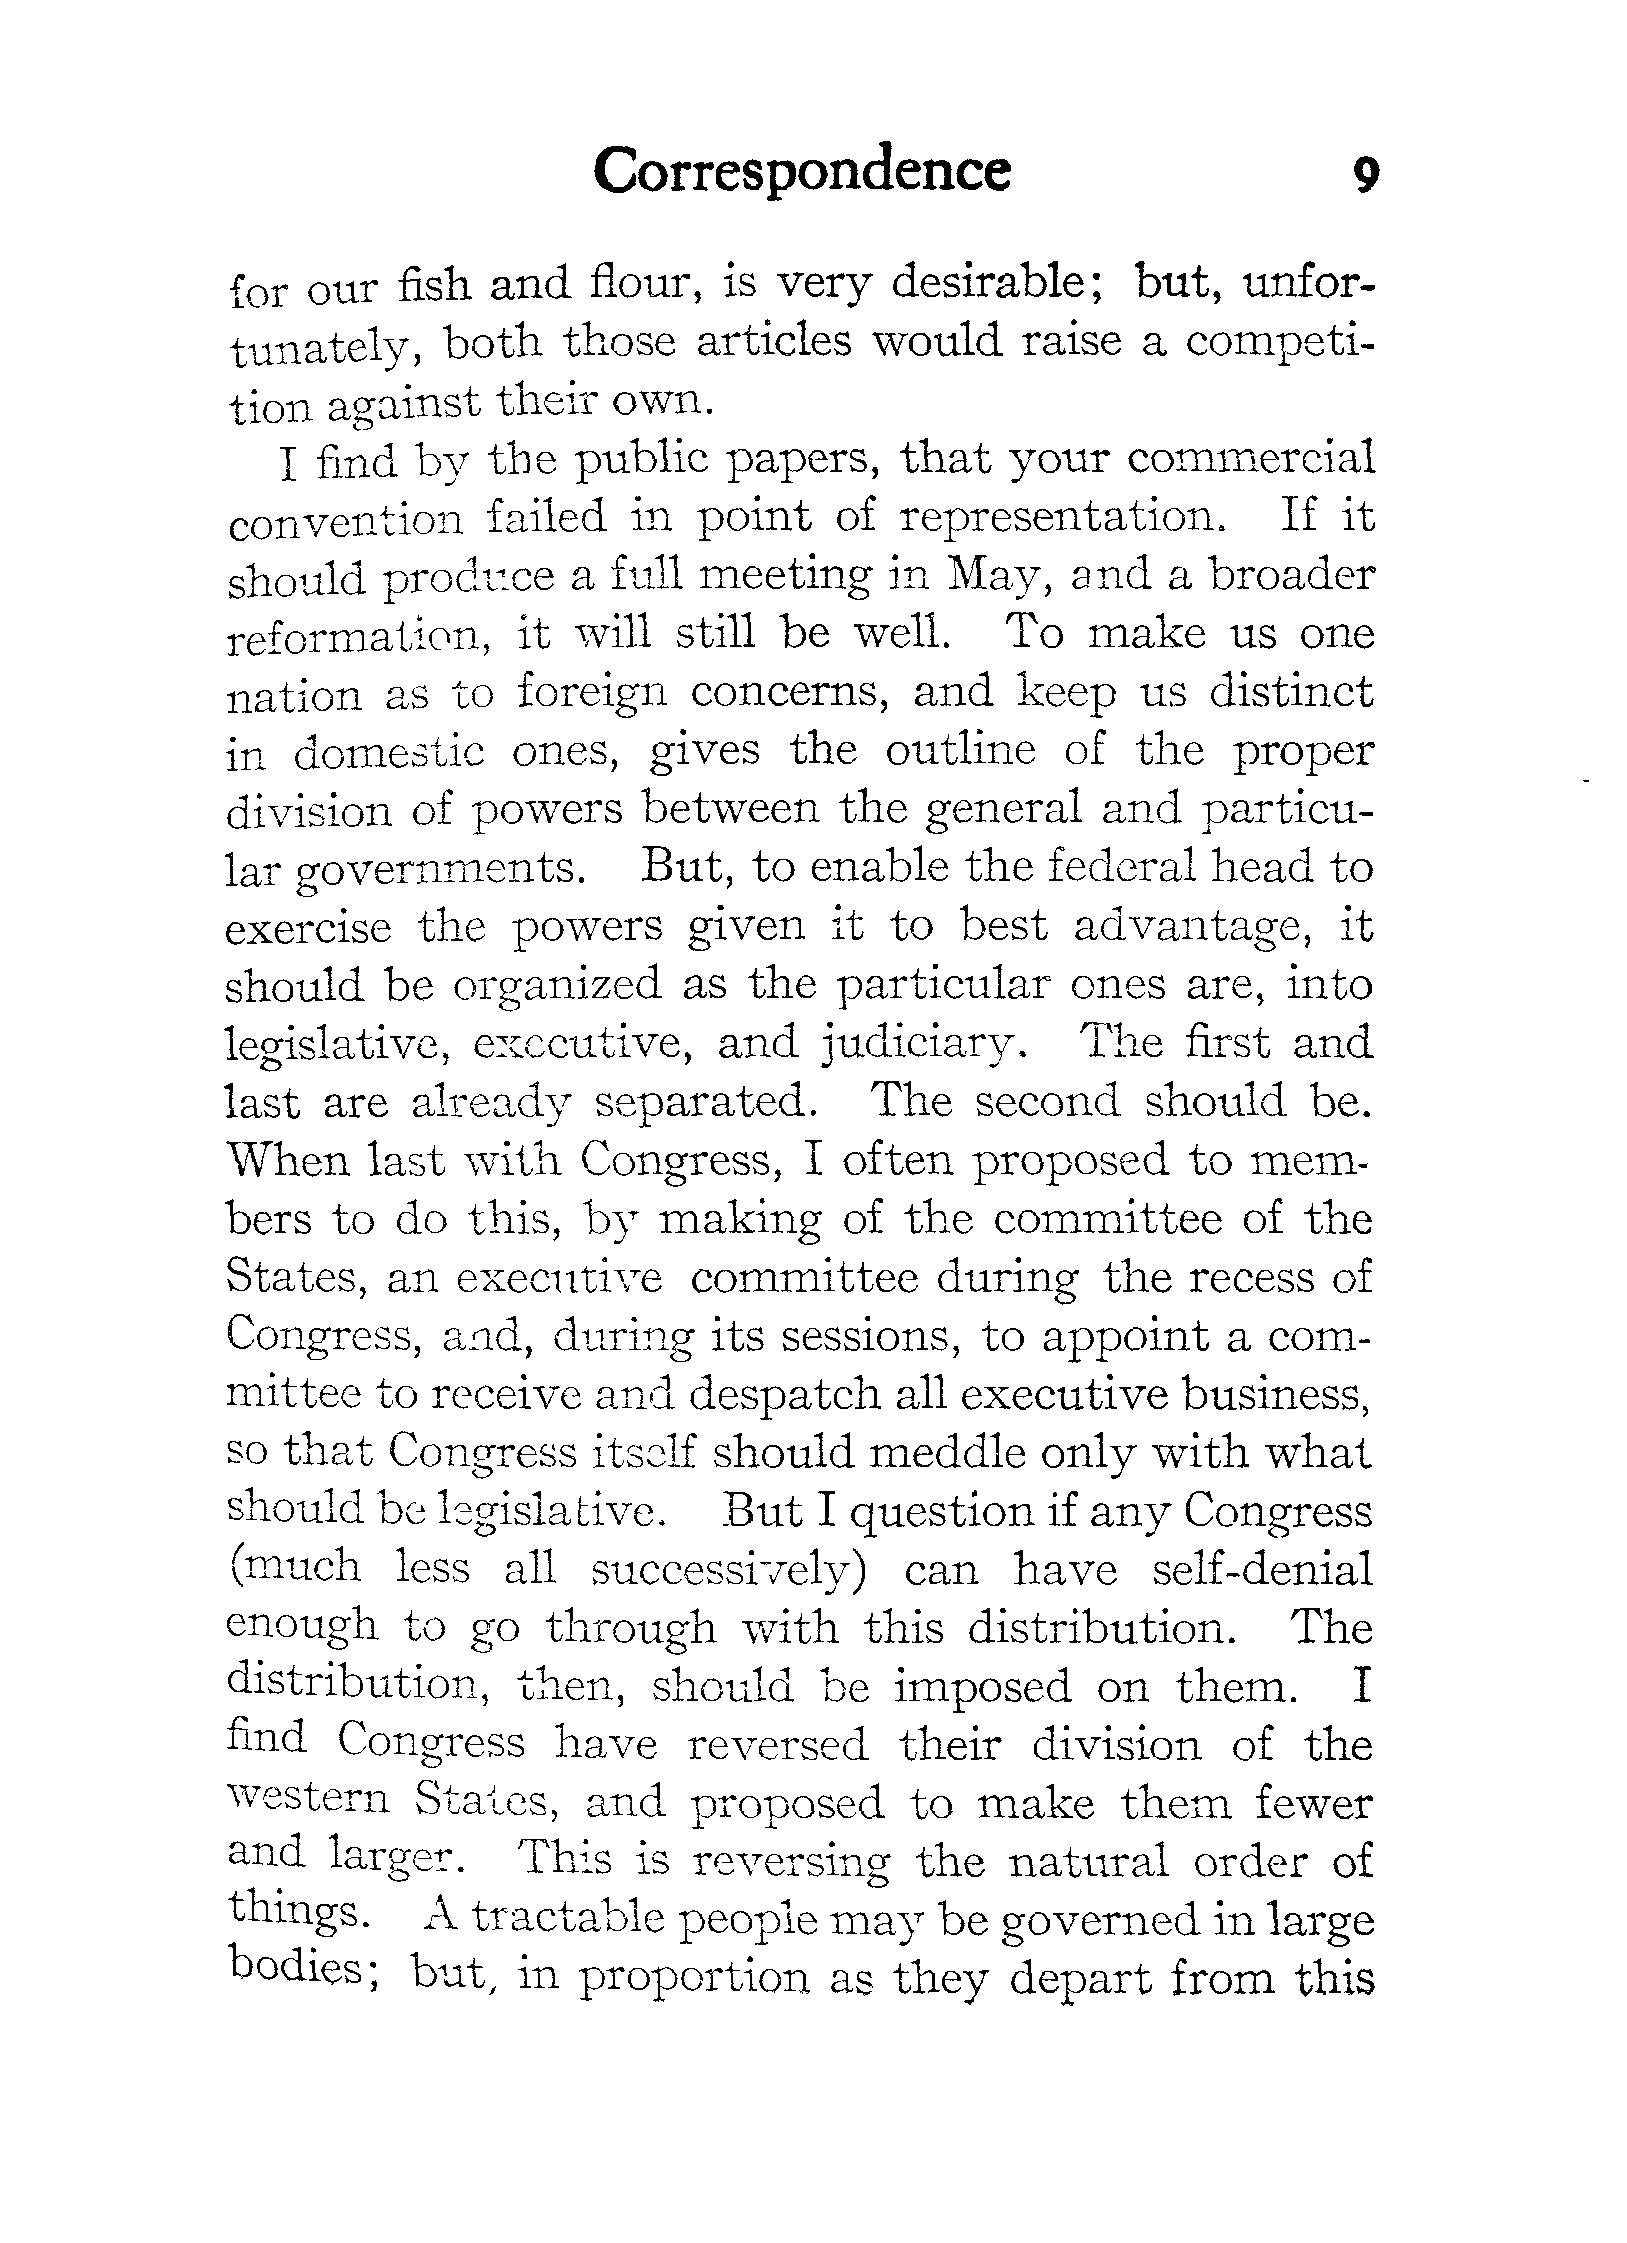 Correspondence 9
for our fish and flour, is very desirable; but, unfor-
tunately, both those articles would raise a competi-
tion against their own.
I find by the public papers, that your commercial
convention failed in point of representation. If it
should produce a full meeting in May, and a broader
reformation, it will still be well. To make us one
nation as to foreign concerns, and keep us distinct
in domestic ones, gives the outline of the proper
division of powers between the general and particu-
lar governments. But, to enable the federal head to
exercise the powers given it to best advantage, it
should be organized as the particular ones are, into
legislative, executive, and judiciary. The first and
last are already separated. The second should be.
When last with Congress, I often proposed to mem-
bers to do this, by making of the committee of the
States, an executive committee during the recess of
Congress, and, during its sessions, to appoint a com-
mittee to receive and despatch all executive business,
so that Congress itself should meddle only with what
should be legislative. But I question if any Congress
(much less all successively) can have self-denial
enough to go through with this distribution. The
distribution, then, should be imposed on them. I
find Congress have reversed their division of the
western States, and proposed to make them fewer
and larger. This is reversing the natural order of
things. A tractable people may be governed in large
bodies; but, in proportion as they depart from this